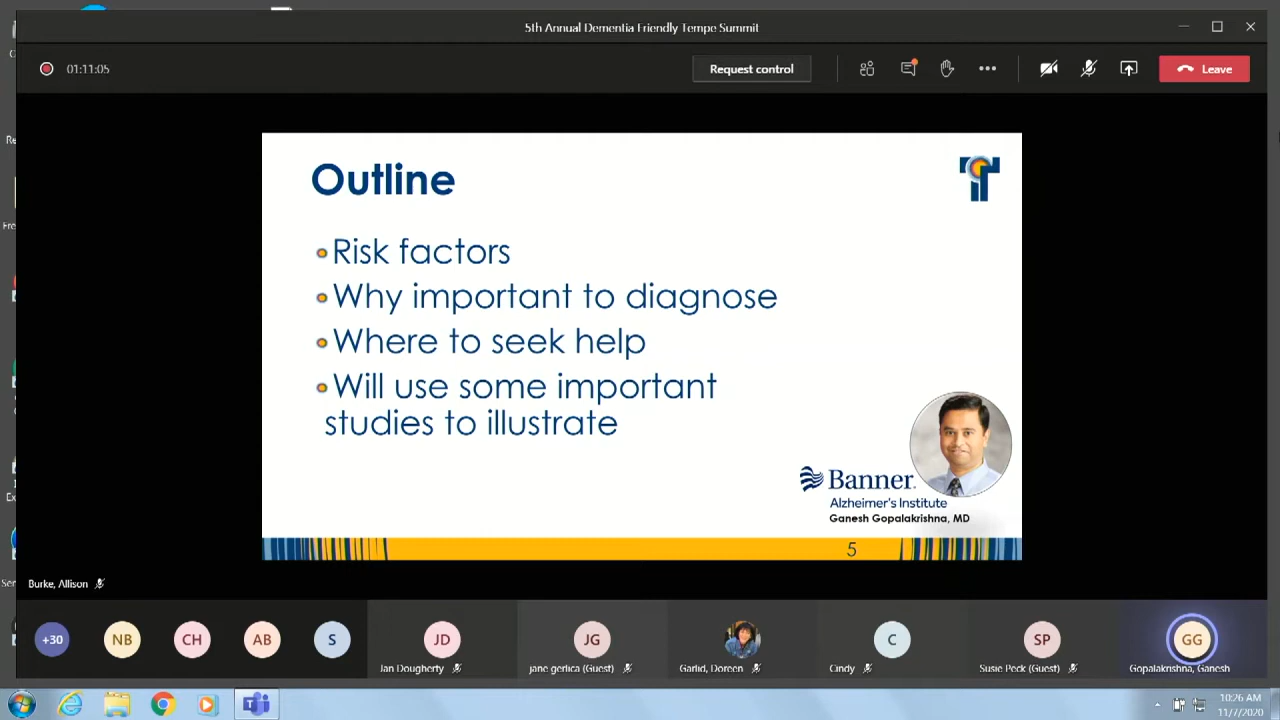 5th Annual Dementia Friendly Tempe Summit
01:11:05
Request control
Leave
Outline
Risk factors
Why important to diagnose
Where to seek help
Will use some important
studies to illustrate
Banner
Alzheimer's Institute
Ganesh Gopalakrishna, MD
5
Burke, Allison
+30
NB
CH
AB
S
JD
JG
C
SP
GG
Jan Dougherty
jane gerlica (Guest)
Garlid, Doreen
Cindy
Susie Peck (Guest)
Gopalakrishna, Ganesh
10:26 AM
11/7/2020